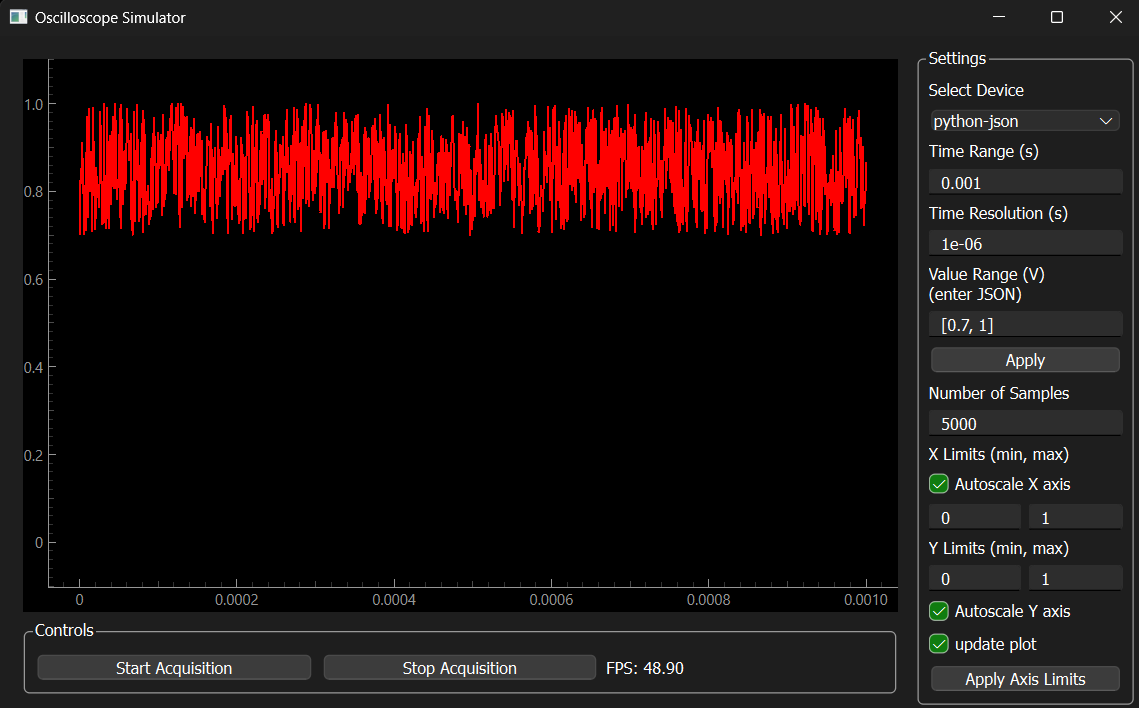 Oscilloscope Simulator
1.0
0.8
0.6
0.4
0.2
0
0 0.0002 0.0004 0.0006 0.0008 0.0010
Controls
Start Acquisition Stop Acquisition FPS: 48.90
Settings
Select Device
python-json
Time Range (s)
0.001
Time Resolution (s)
1e-06
Value Range (V)
(enter JSON)
[0.7, 1]
Apply
Number of Samples
5000
X Limits (min, max)
Autoscale X axis
0 1
Y Limits (min, max)
0 1
Autoscale Y axis
update plot
Apply Axis Limits